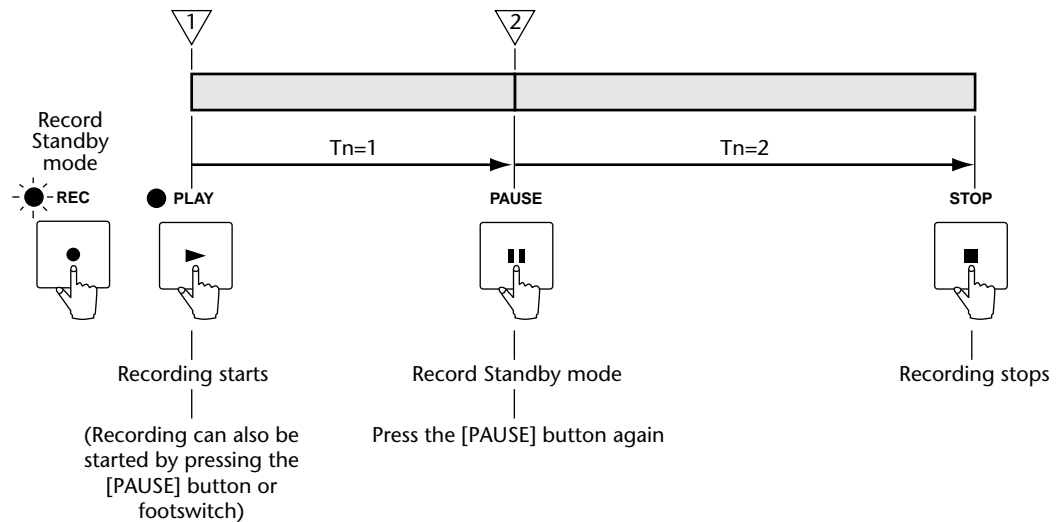 1
2
Record
Standby
mode
Tn=1
Tn=2
REC
PLAY
PAUSE
STOP
Recording starts
Record Standby mode
Recording stops
(Recording can also be
started by pressing the
[PAUSE] button or
footswitch)
Press the [PAUSE] button again